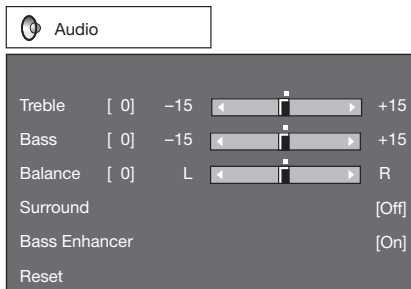 Audio
Treble [ 0] −15 +15
Bass [ 0] −15 +15
Balance [ 0] L R
Surround [Off]
Bass Enhancer [On]
Reset